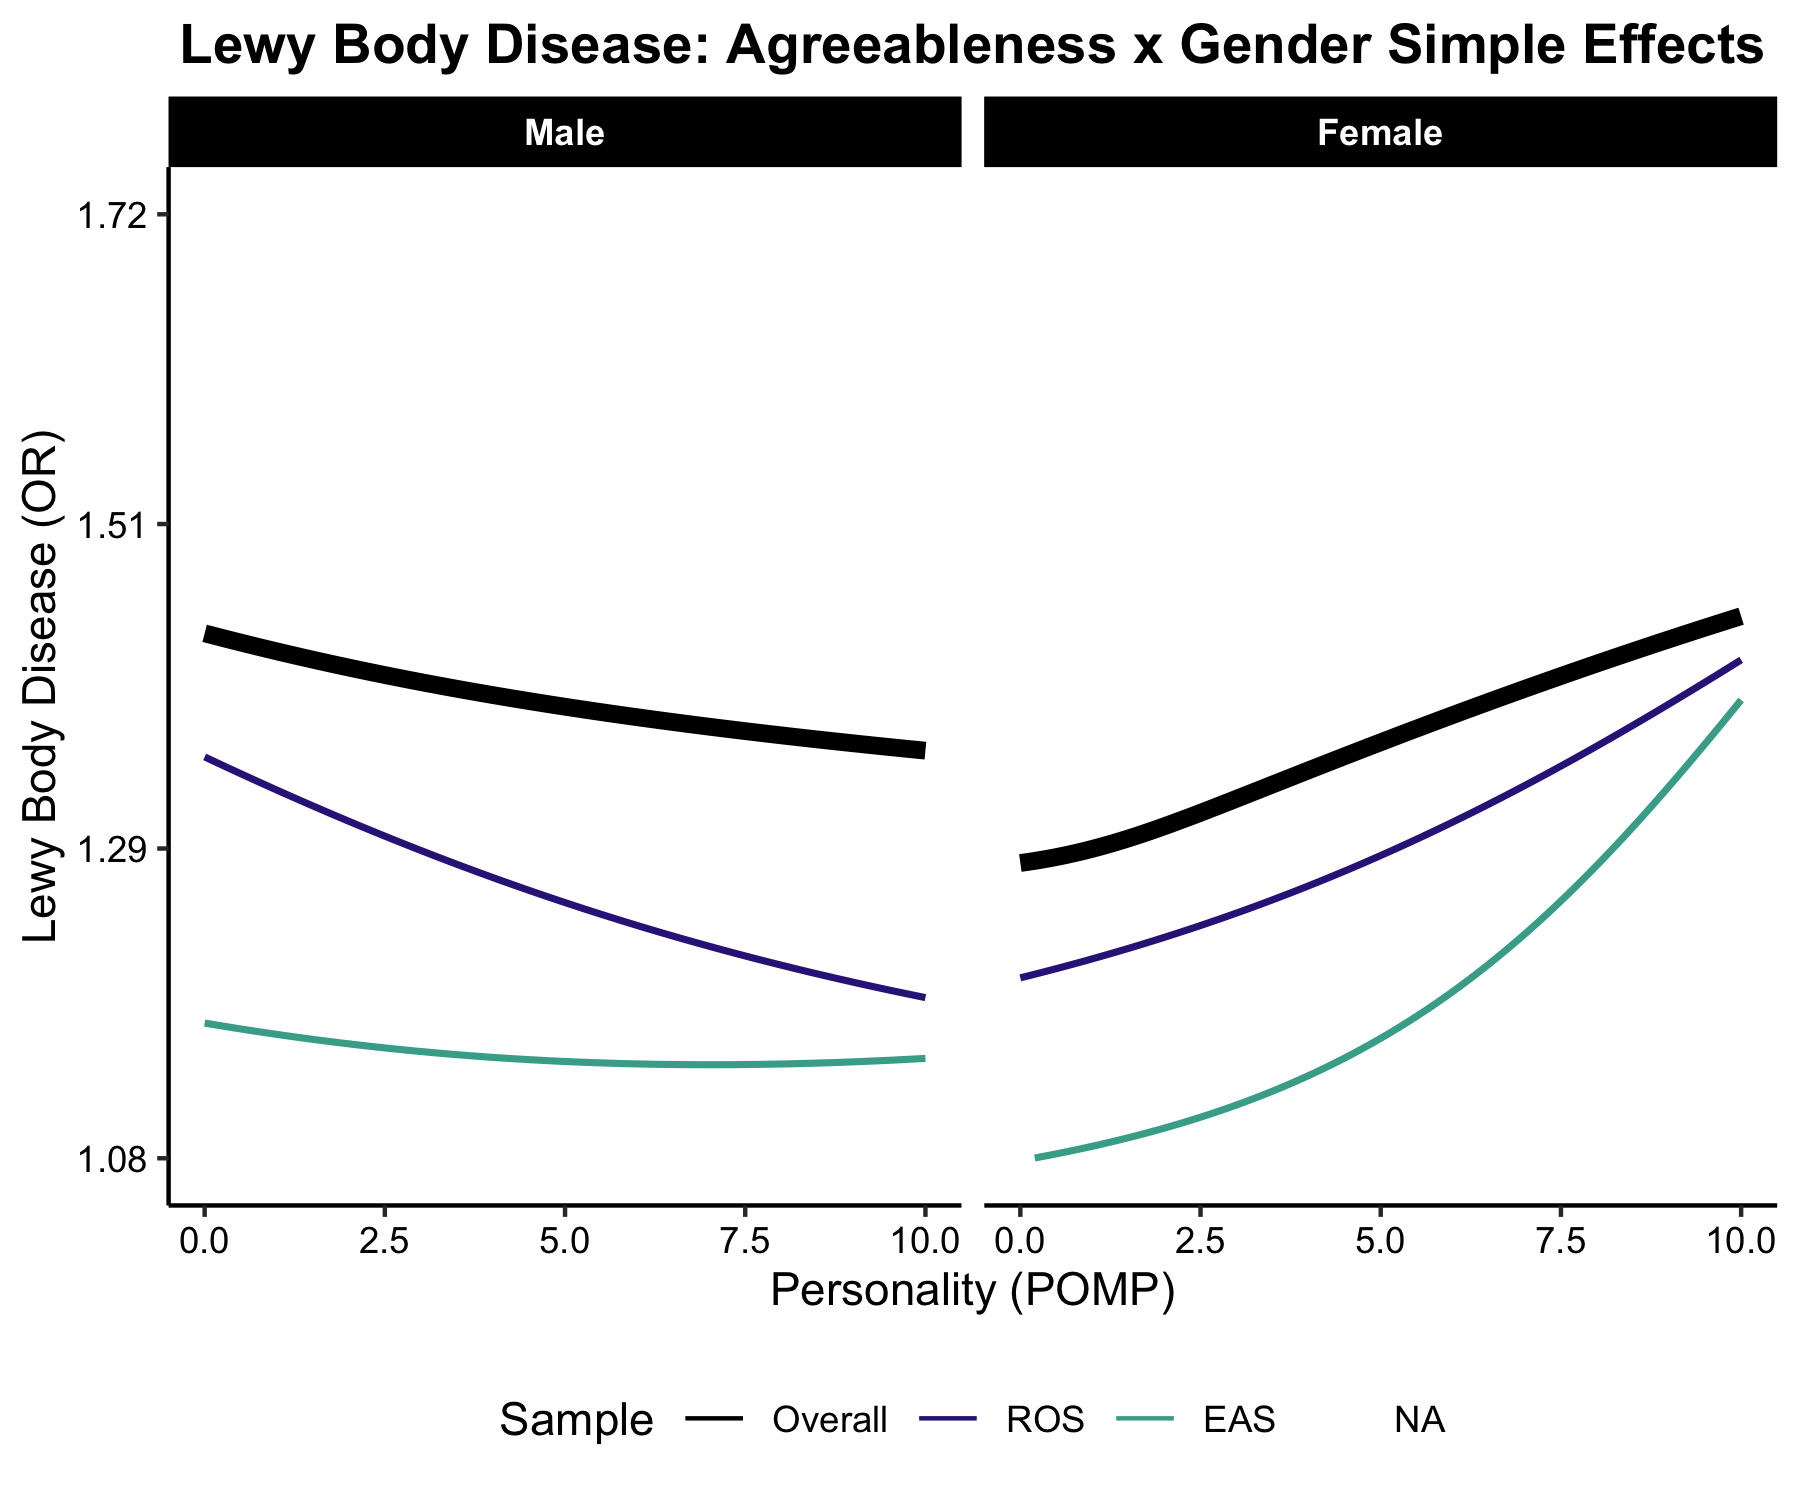 Lewy Body Disease: Agreeableness x Gender Simple Effects
Male Female
Lewy Body Disease (OR)
1.72
1.51
1.29
1.08
0.0 2.5 5.0 7.5 10.0 0.0 2.5 5.0 7.5 10.0
Personality (POMP)
Sample Overall ROS EAS NA